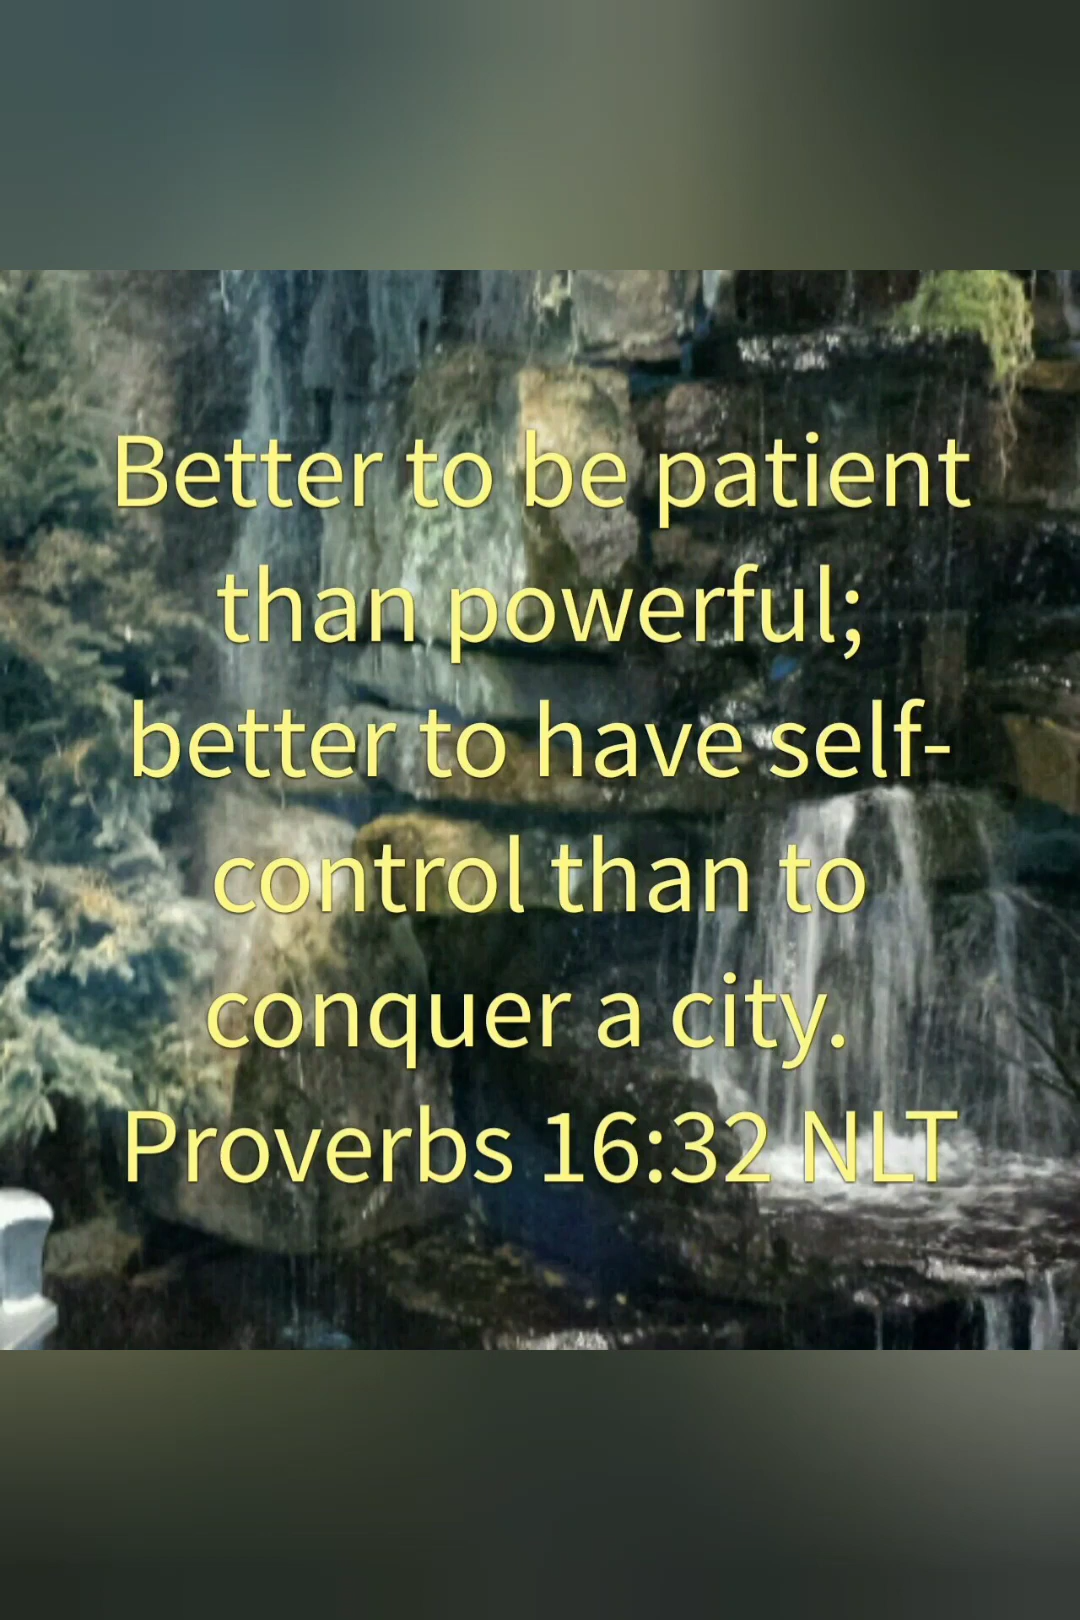 Better to be patient
than powerful;
better to have self-
control than to
conquer a city.
Proverbs 16:32 NLT